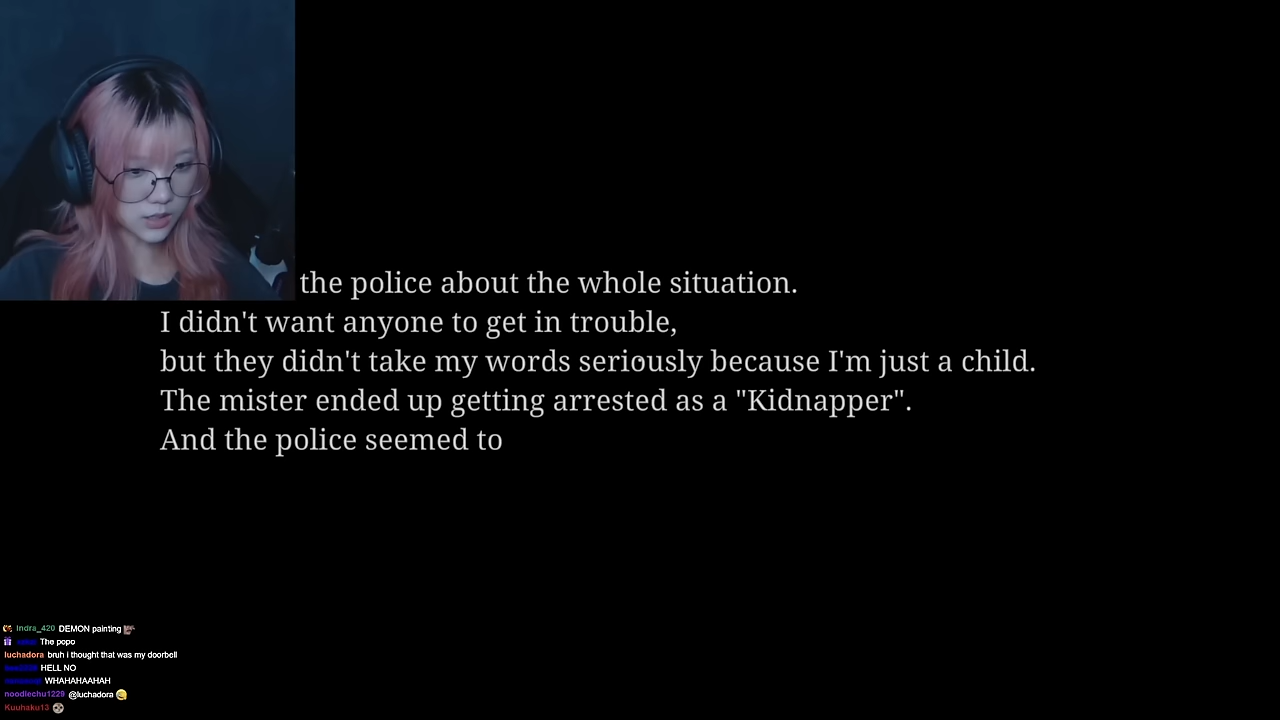 the police about the whole situation.
I didn't want anyone to get in trouble,
but they didn't take my words seriously because I'm just a child.
The mister ended up getting arrested as a "Kidnapper".
And the police seemed to
Indra_420 DEMON painting
The popo
luchadora bruh i thought that was my doorbell
HELL NO
WHAHAHAAHAH
noodlechu1229 @luchadora
Kuuhaku13